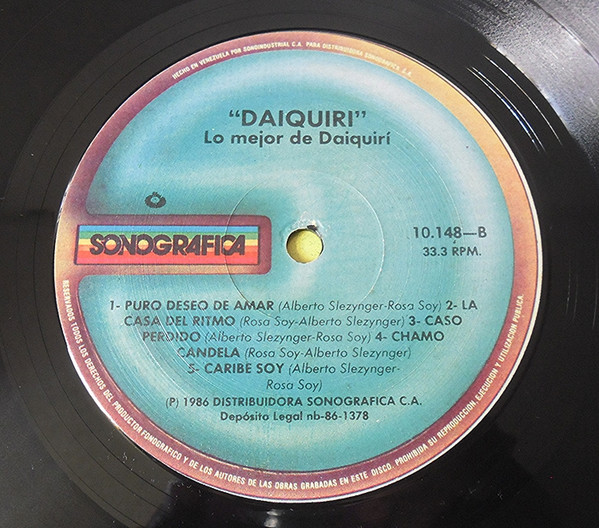 HECHO EN VENEZUELA POR SONOINDUSTRIAL C.A. PARA DISTRIBUIDORA SONOGRAFICA C.A.
"DAIQUIRI"
Lo mejor de Daiquirí
SONOGRAFICA
10.148—B
33.3 RPM.
1- PURO DESEO DE AMAR (Alberto Slezynger-Rosa Soy) 2- LA
CASA DEL RITMO (Rosa Soy-Alberto Slezynger) 3- CASO
PERDIDO (Alberto Slezynger-Rosa Soy) 4- CHAMO
CANDELA (Rosa Soy-Alberto Slezynger)
5- CARIBE SOY (Alberto Slezynger-
Rosa Soy)
(P) 1986 DISTRIBUIDORA SONOGRAFICA C.A.
Depósito Legal nb-86-1378
RESERVADOS TODOS LOS DERECHOS DEL PRODUCTOR FONOGRAFICO Y DE LOS AUTORES DE LAS OBRAS GRABADAS EN ESTE DISCO. PROHIBIDA SU REPRODUCCION, EJECUCION Y UTILIZACION PUBLICA.